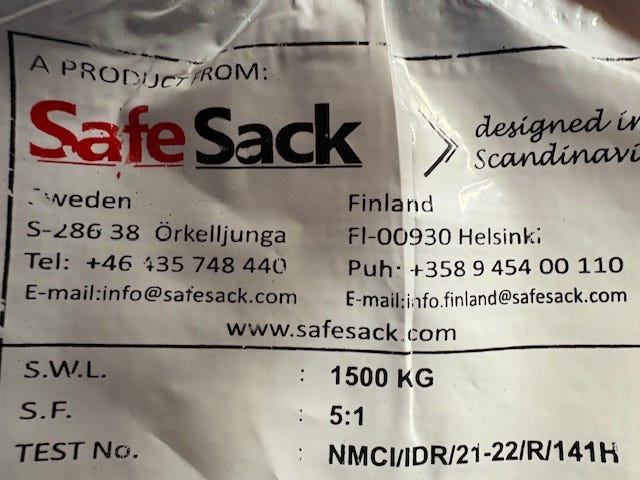 A PRODUCT FROM:
SafeSack
designed in
Scandinavi
Sweden
S-286 38 Örkelljunga
Tel: +46 435 748 440
E-mail:info@safesack.com
Finland
FI-00930 Helsinki
Puh: +358 9 454 00 110
E-mail:info.finland@safesack.com
www.safesack.com
S.W.L. : 1500 KG
S.F. : 5:1
TEST No. : NMCI/IDR/21-22/R/141H